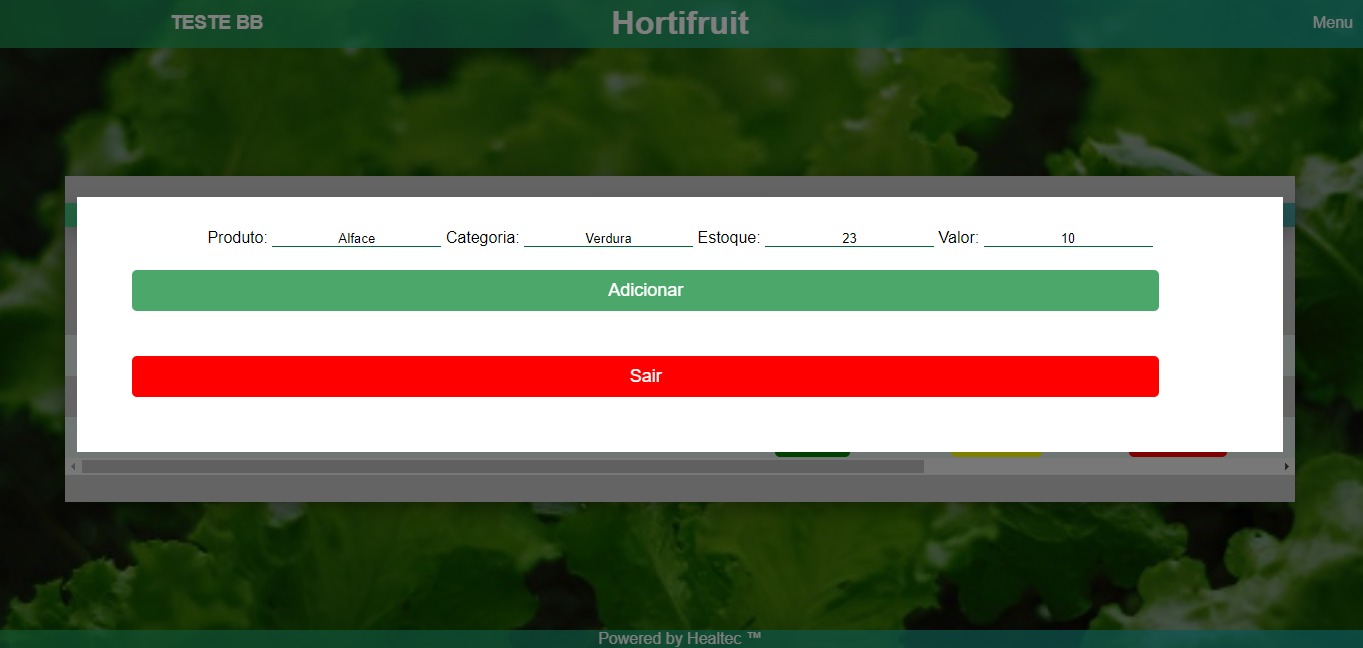 TESTE BB Hortifruit Menu
Produto: Alface Categoria: Verdura Estoque: 23 Valor: 10
Adicionar
Sair
Powered by Healtec ™